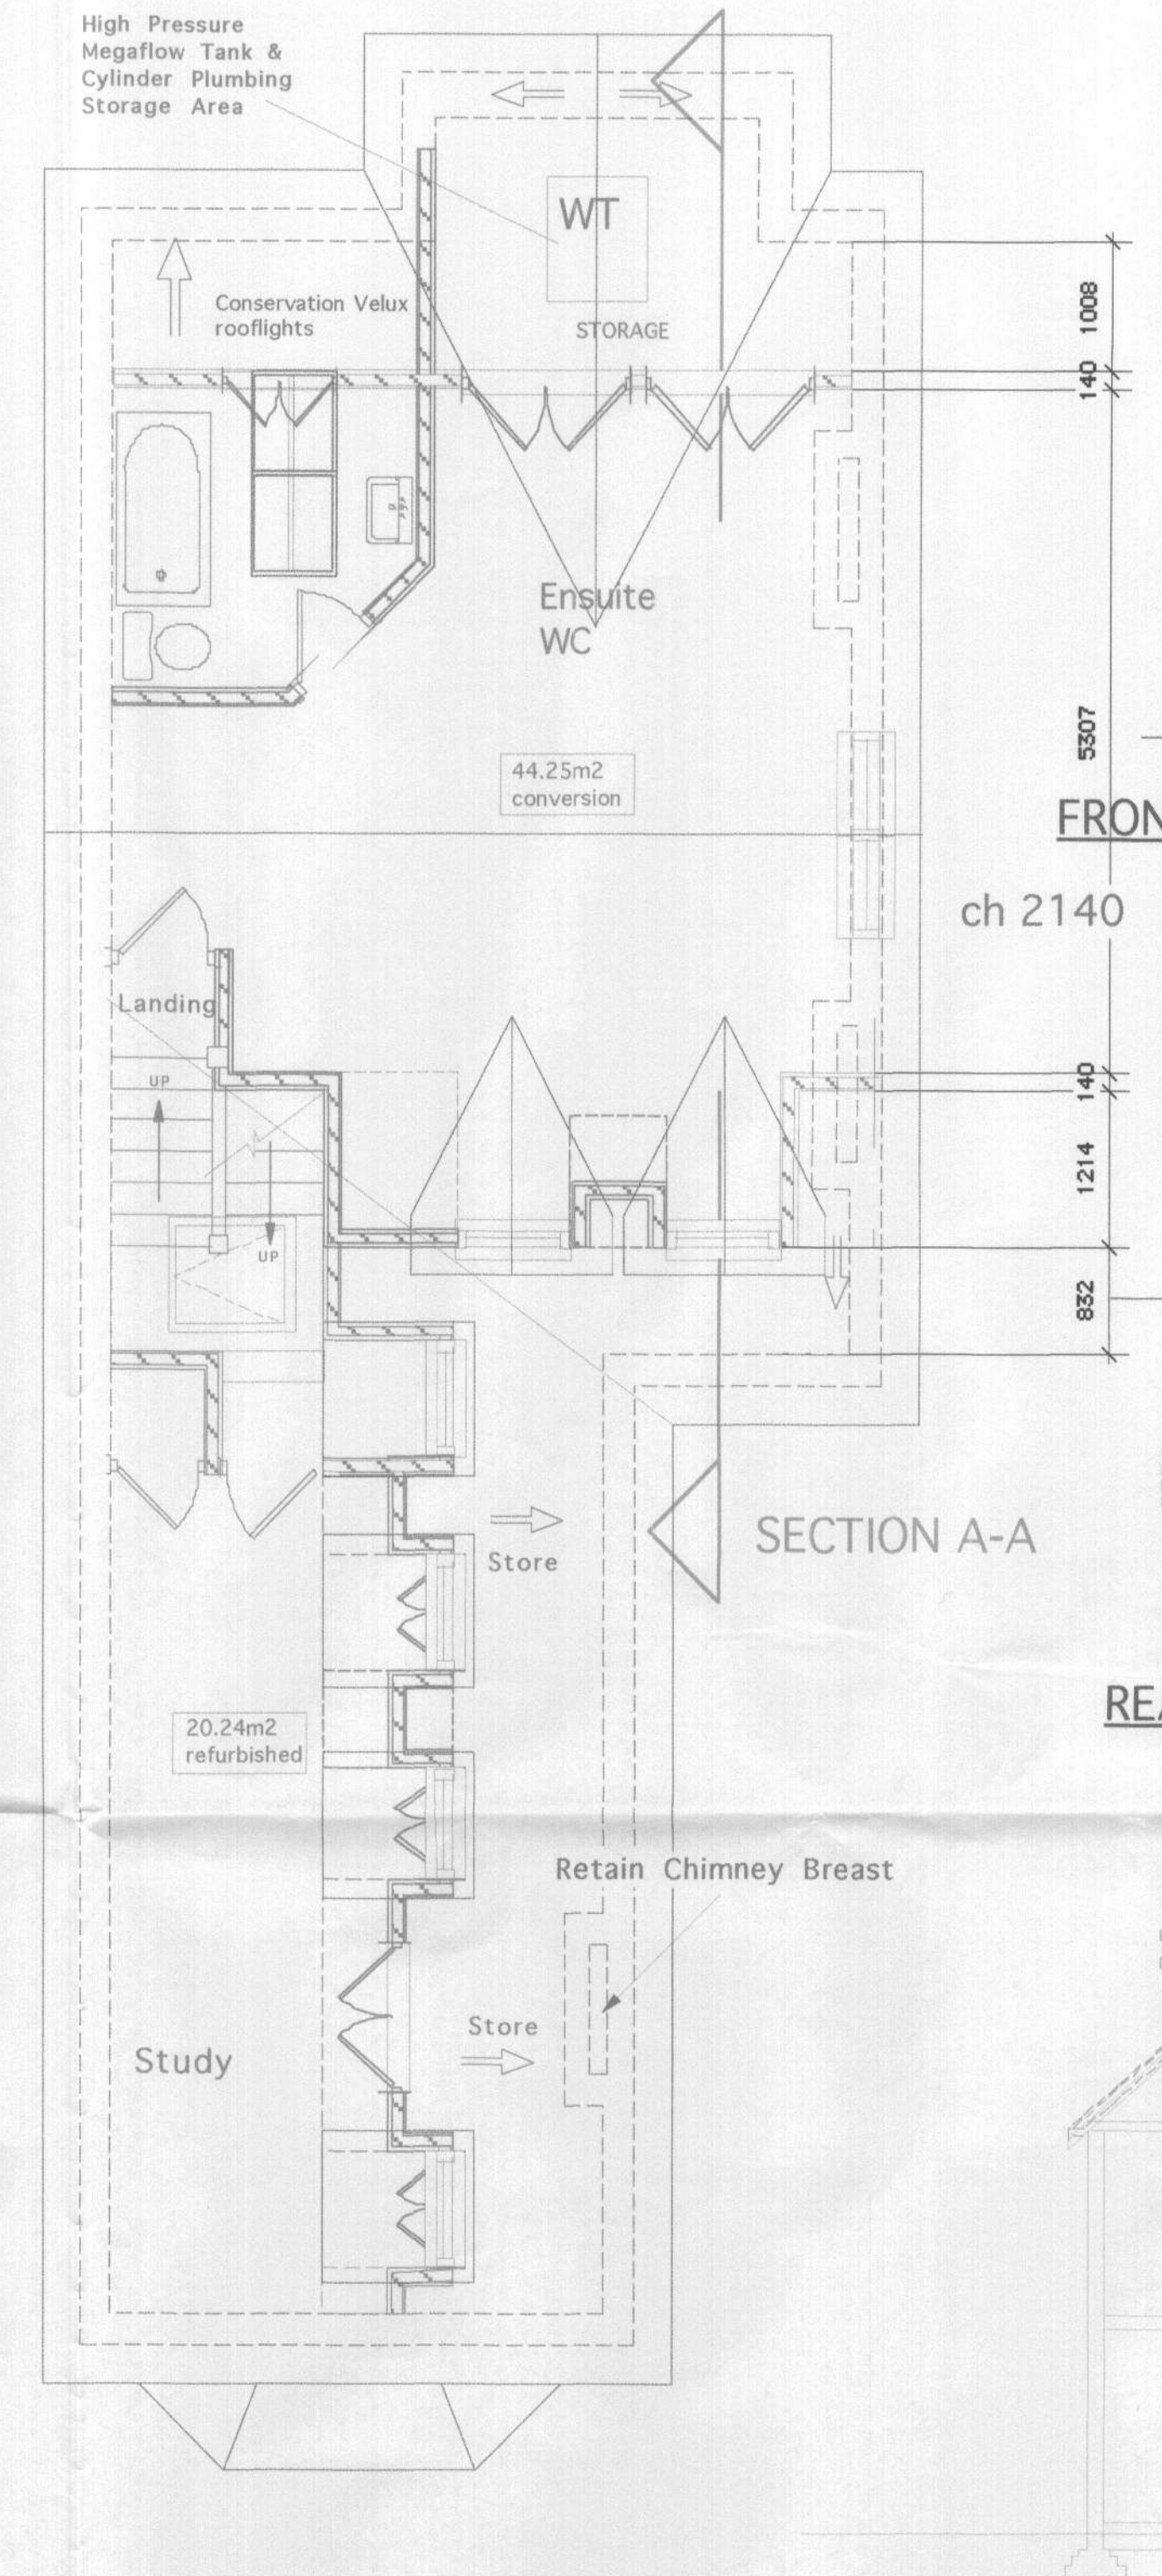 High Pressure
Megaflow Tank &
Cylinder Plumbing
Storage Area
WT
Conservation Velux
rooflights
STORAGE
1008
140
Ensuite
WC
5307
44.25m2
conversion
FRON
ch 2140
Landing
UP
140
1214
UP
832
SECTION A-A
Store
REA
20.24m2
refurbished
Retain Chimney Breast
Store
Study